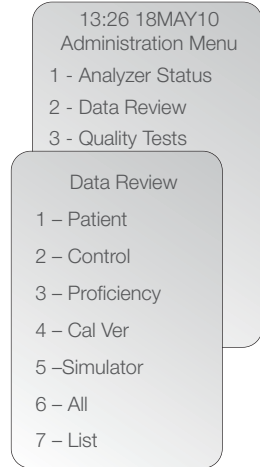 13:26 18MAY10
Administration Menu
1 - Analyzer Status
2 - Data Review
3 - Quality Tests
Data Review
1 – Patient
2 – Control
3 – Proficiency
4 – Cal Ver
5 –Simulator
6 – All
7 – List